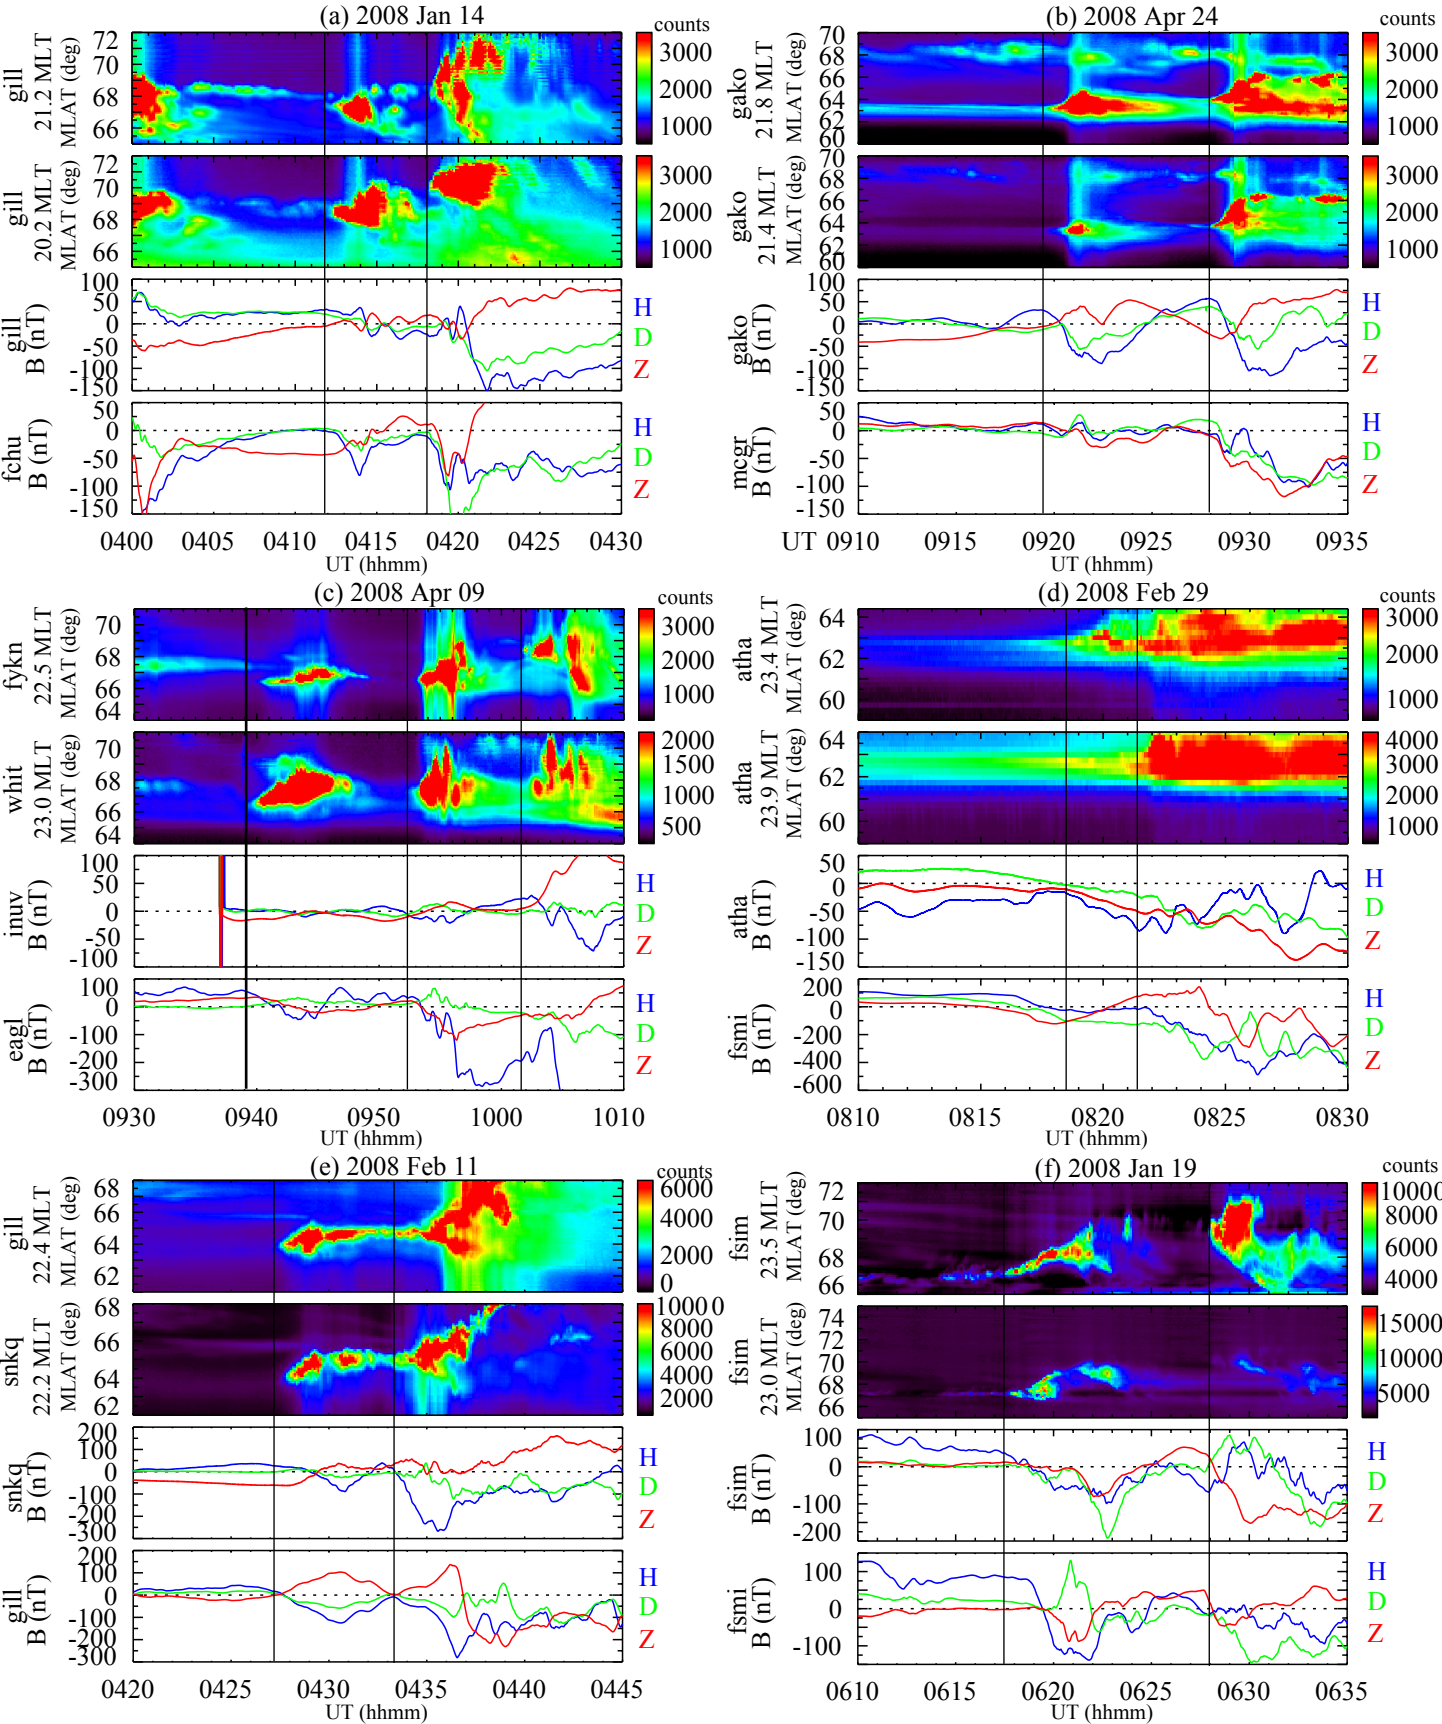 (a) 2008 Jan 14
counts
gill
21.2 MLT
MLAT (deg)
72
70
68
66
3000
2000
1000
gill
20.2 MLT
MLAT (deg)
72
70
68
66
3000
2000
1000
gill
B (nT)
100
50
0
-50
-100
-150
H
D
Z
fchu
B (nT)
50
0
-50
-100
-150
H
D
Z
0400 0405 0410 0415 0420 0425 0430
UT (hhmm)
(b) 2008 Apr 24
counts
gako
21.8 MLT
MLAT (deg)
70
68
66
64
62
60
3000
2000
1000
gako
21.4 MLT
MLAT (deg)
70
68
66
64
62
60
3000
2000
1000
gako
B (nT)
100
50
0
-50
-100
-150
H
D
Z
mcgr
B (nT)
50
0
-50
-100
-150
H
D
Z
UT 0910 0915 0920 0925 0930 0935
UT (hhmm)
(c) 2008 Apr 09
counts
fykn
22.5 MLT
MLAT (deg)
70
68
66
64
3000
2000
1000
whit
23.0 MLT
MLAT (deg)
70
68
66
64
2000
1500
1000
500
inuv
B (nT)
100
50
0
-50
-100
H
D
Z
eagl
B (nT)
100
0
-100
-200
-300
H
D
Z
0930 0940 0950 1000 1010
UT (hhmm)
(d) 2008 Feb 29
counts
atha
23.4 MLT
MLAT (deg)
64
62
60
3000
2000
1000
atha
23.9 MLT
MLAT (deg)
64
62
60
4000
3000
2000
1000
atha
B (nT)
50
0
-50
-100
-150
H
D
Z
fsmi
B (nT)
200
0
-200
-400
-600
H
D
Z
0810 0815 0820 0825 0830
UT (hhmm)
(e) 2008 Feb 11
counts
gill
22.4 MLT
MLAT (deg)
68
66
64
62
6000
4000
2000
0
snkq
22.2 MLT
MLAT (deg)
68
66
64
62
1000 0
8000
6000
4000
2000
snkq
B (nT)
200
100
0
-100
-200
-300
H
D
Z
gill
B (nT)
200
100
0
-100
-200
-300
H
D
Z
0420 0425 0430 0435 0440 0445
UT (hhmm)
(f) 2008 Jan 19
counts
fsim
23.5 MLT
MLAT (deg)
72
70
68
66
10000
8000
6000
4000
fsim
23.0 MLT
MLAT (deg)
74
72
70
68
66
15000
10000
5000
fsim
B (nT)
100
0
-100
-200
H
D
Z
fsmi
B (nT)
100
0
-100
H
D
Z
0610 0615 0620 0625 0630 0635
UT (hhmm)